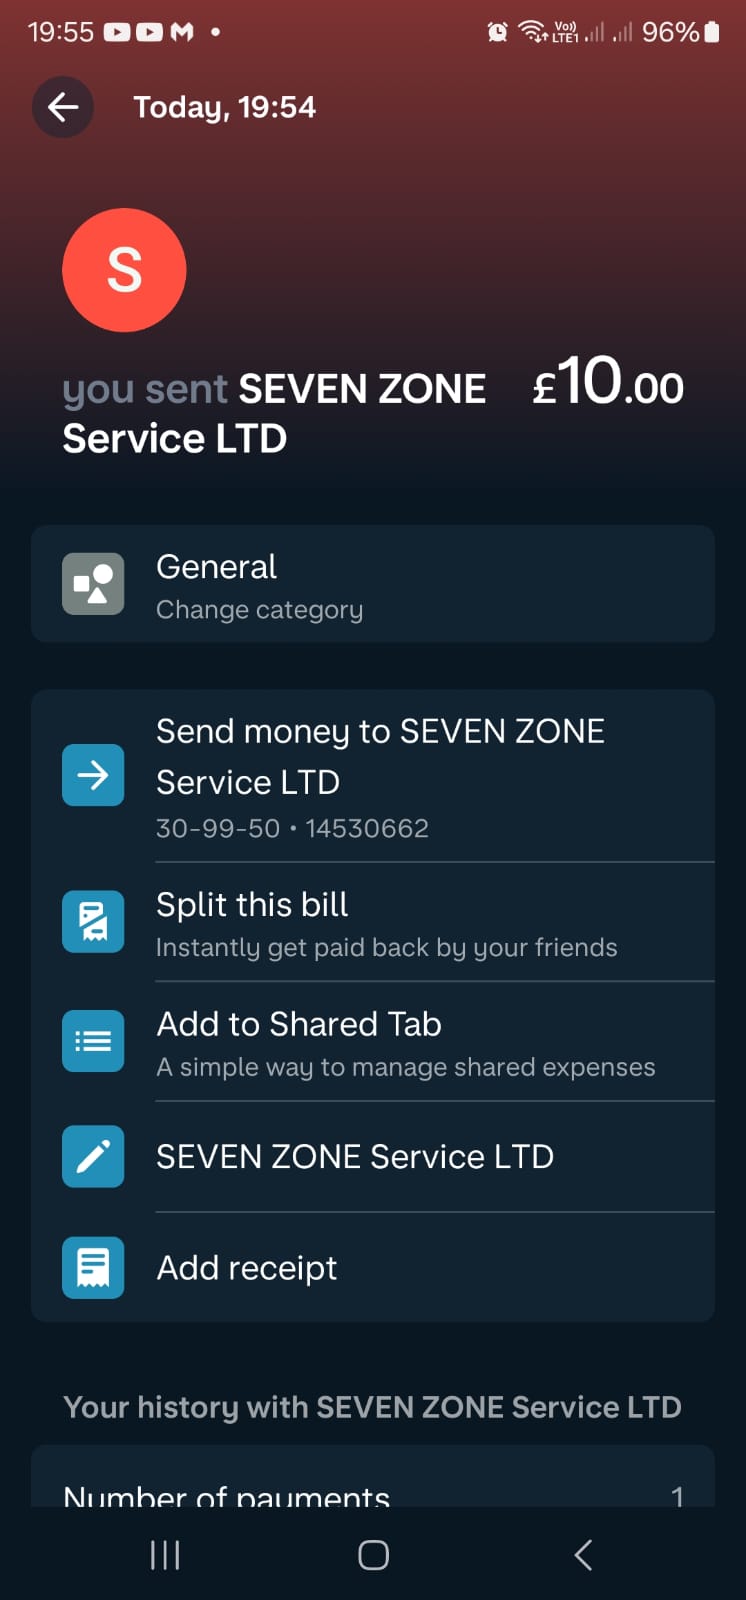 19:55
Vo)) LTE1 96%
Today, 19:54
S
you sent SEVEN ZONE £10.00
Service LTD
General
Change category
Send money to SEVEN ZONE
Service LTD
30-99-50 • 14530662
Split this bill
Instantly get paid back by your friends
Add to Shared Tab
A simple way to manage shared expenses
SEVEN ZONE Service LTD
Add receipt
Your history with SEVEN ZONE Service LTD
Number of payments 1